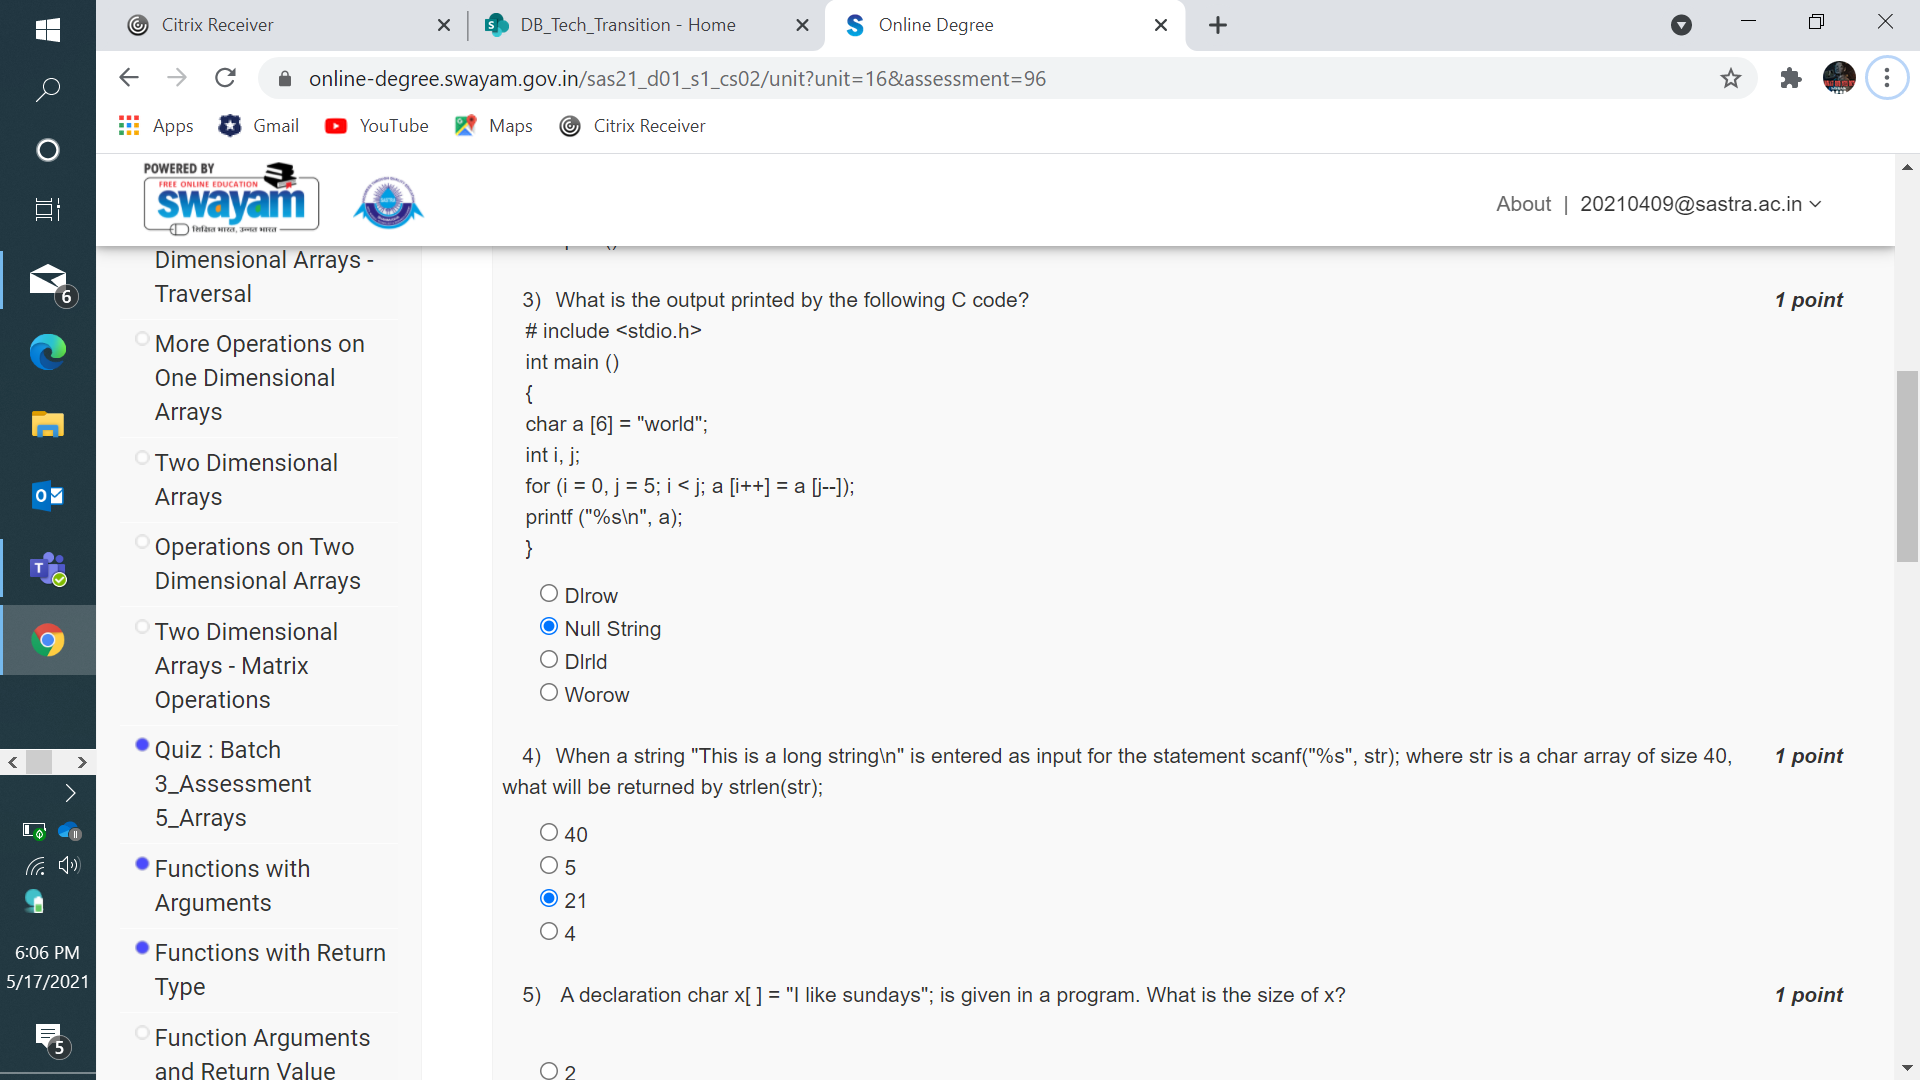 Citrix Receiver
DB_Tech_Transition - Home
Online Degree
online-degree.swayam.gov.in/sas21_d01_s1_cs02/unit?unit=16&assessment=96
Apps
Gmail
YouTube
Maps
Citrix Receiver
POWERED BY
FREE ONLINE EDUCATION
swayam
शिक्षित भारत, उन्नत भारत
About | 20210409@sastra.ac.in
Dimensional Arrays -
Traversal
More Operations on
One Dimensional
Arrays
Two Dimensional
Arrays
Operations on Two
Dimensional Arrays
Two Dimensional
Arrays - Matrix
Operations
Quiz : Batch
3_Assessment
5_Arrays
Functions with
Arguments
Functions with Return
Type
Function Arguments
and Return Value
3) What is the output printed by the following C code? 1 point
# include <stdio.h>
int main ()
{
char a [6] = "world";
int i, j;
for (i = 0, j = 5; i < j; a [i++] = a [j--]);
printf ("%s\n", a);
}
Dlrow
Null String
Dlrld
Worow
4) When a string "This is a long string\n" is entered as input for the statement scanf("%s", str); where str is a char array of size 40, 1 point
what will be returned by strlen(str);
40
5
21
4
5) A declaration char x[ ] = "I like sundays"; is given in a program. What is the size of x? 1 point
2
6
6:06 PM
5/17/2021
5